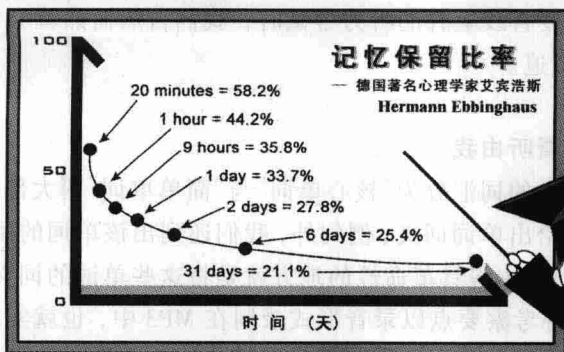 100
记忆保留比率
— 德国著名心理学家艾宾浩斯
Hermann Ebbinghaus
20 minutes = 58.2%
1 hour = 44.2%
9 hours = 35.8%
50
1 day = 33.7%
2 days = 27.8%
6 days = 25.4%
31 days = 21.1%
0
时 间 （天）